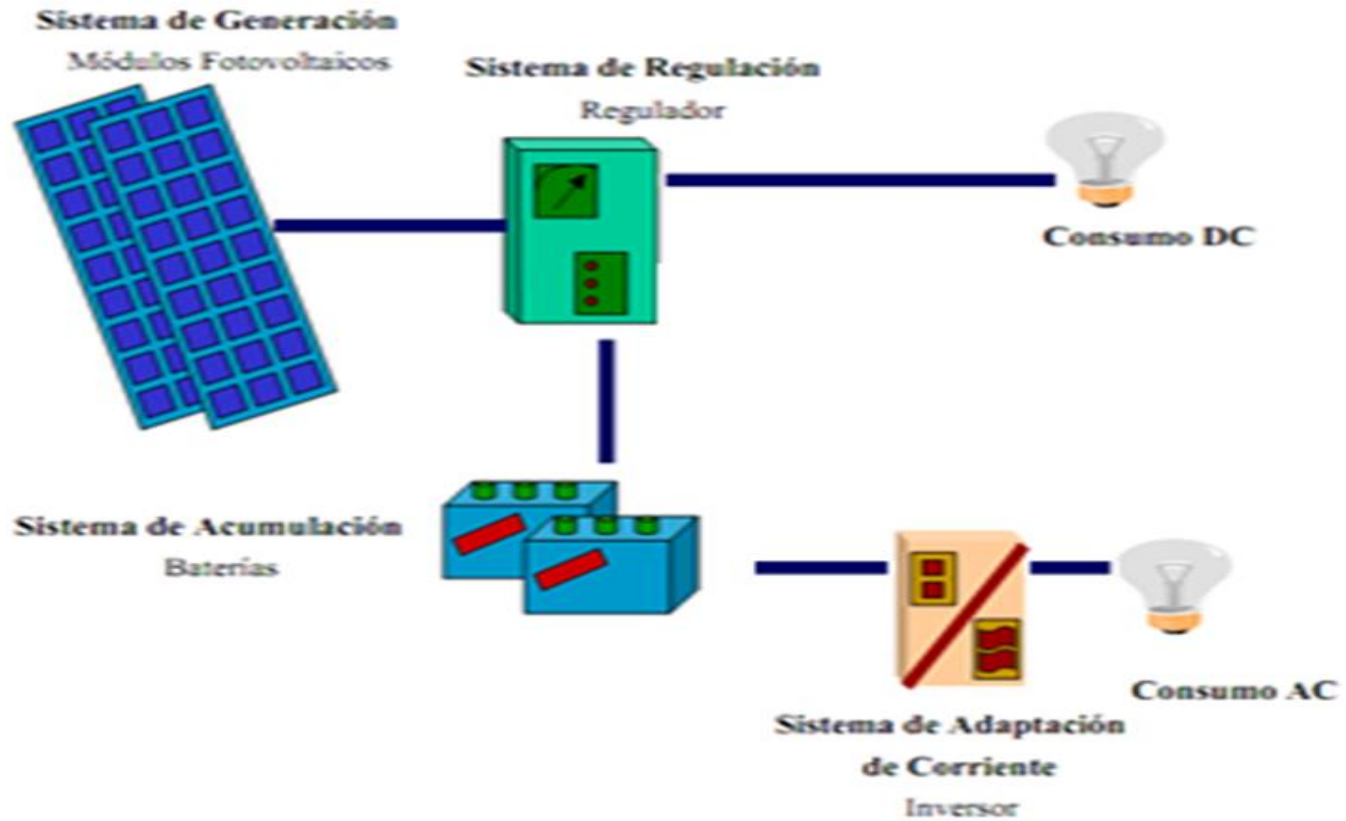 Sistema de Generación
Módulos Fotovoltaicos
Sistema de Regulación
Regulador
Consumo DC
Sistema de Acumulación
Baterías
Consumo AC
Sistema de Adaptación
de Corriente
Inversor